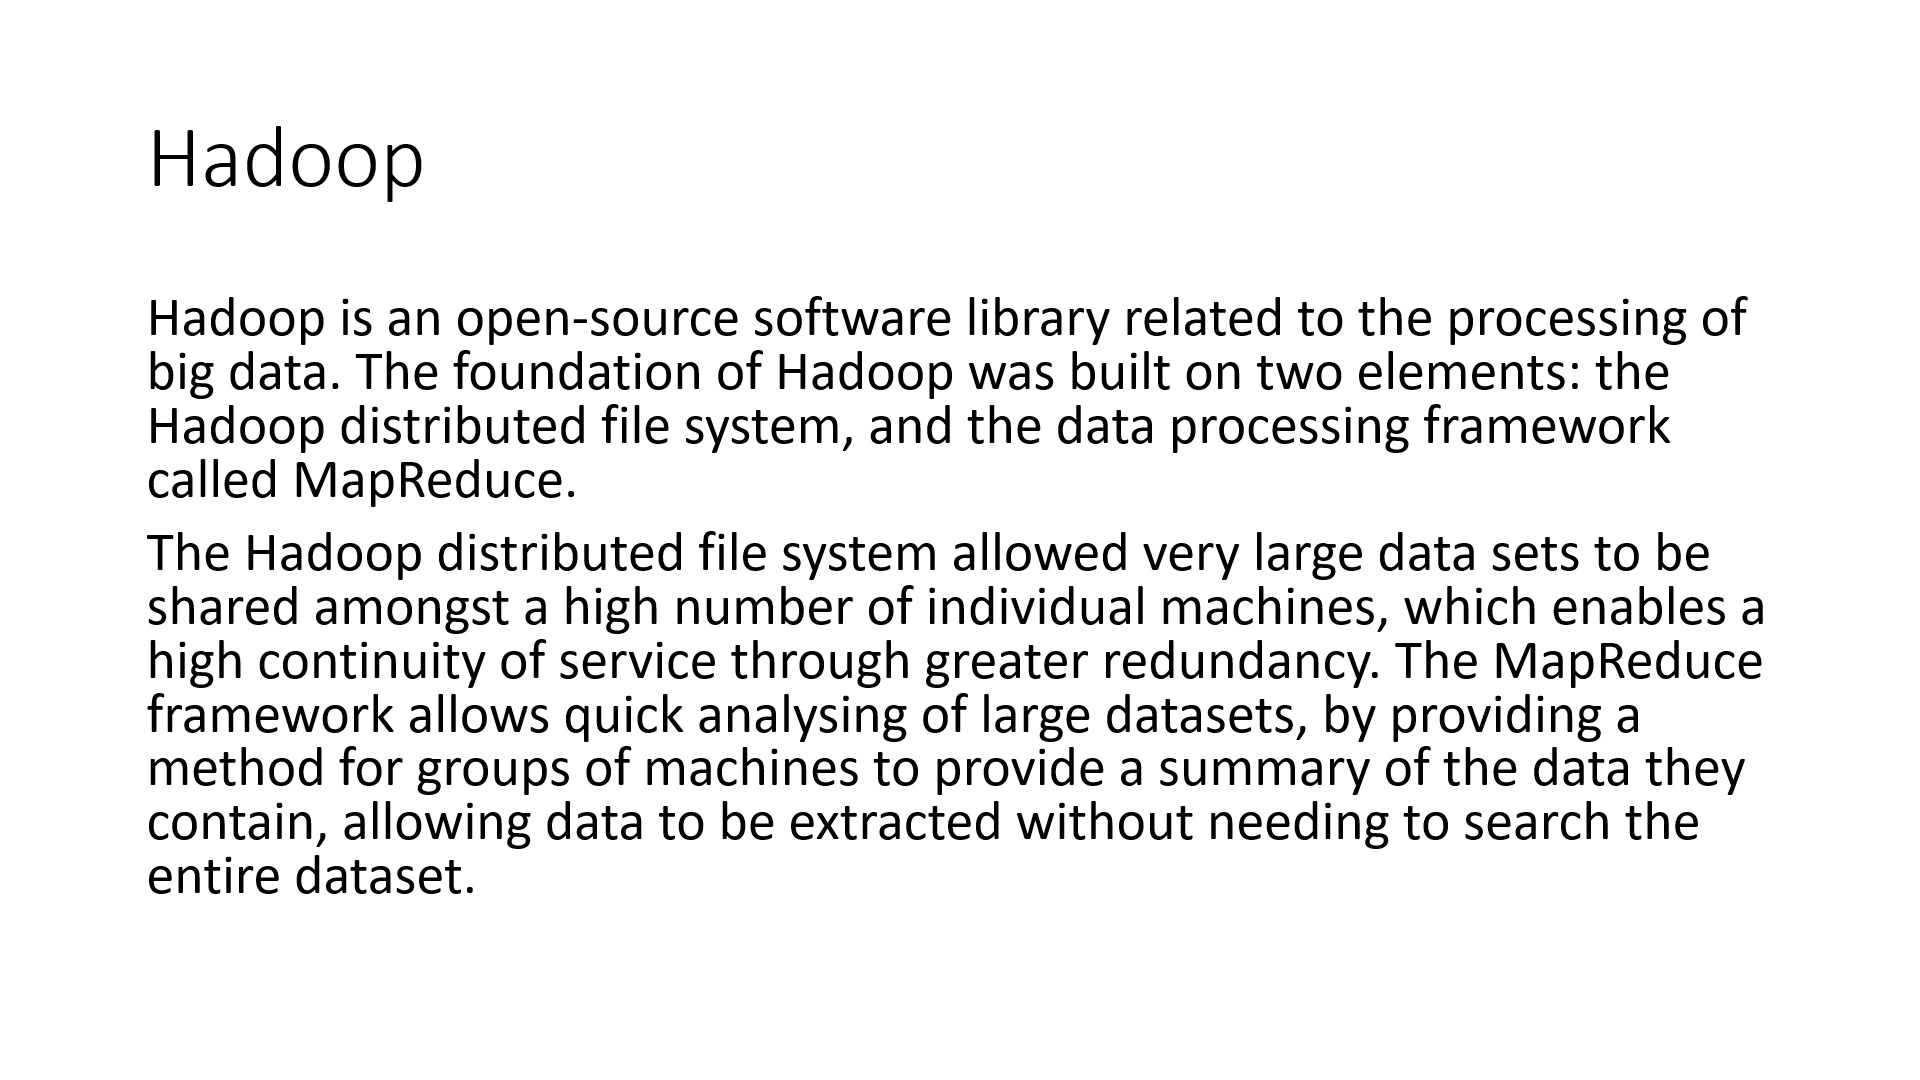 Hadoop
Hadoop is an open-source software library related to the processing of
big data. The foundation of Hadoop was built on two elements: the
Hadoop distributed file system, and the data processing framework
called MapReduce.
The Hadoop distributed file system allowed very large data sets to be
shared amongst a high number of individual machines, which enables a
high continuity of service through greater redundancy. The MapReduce
framework allows quick analysing of large datasets, by providing a
method for groups of machines to provide a summary of the data they
contain, allowing data to be extracted without needing to search the
entire dataset.